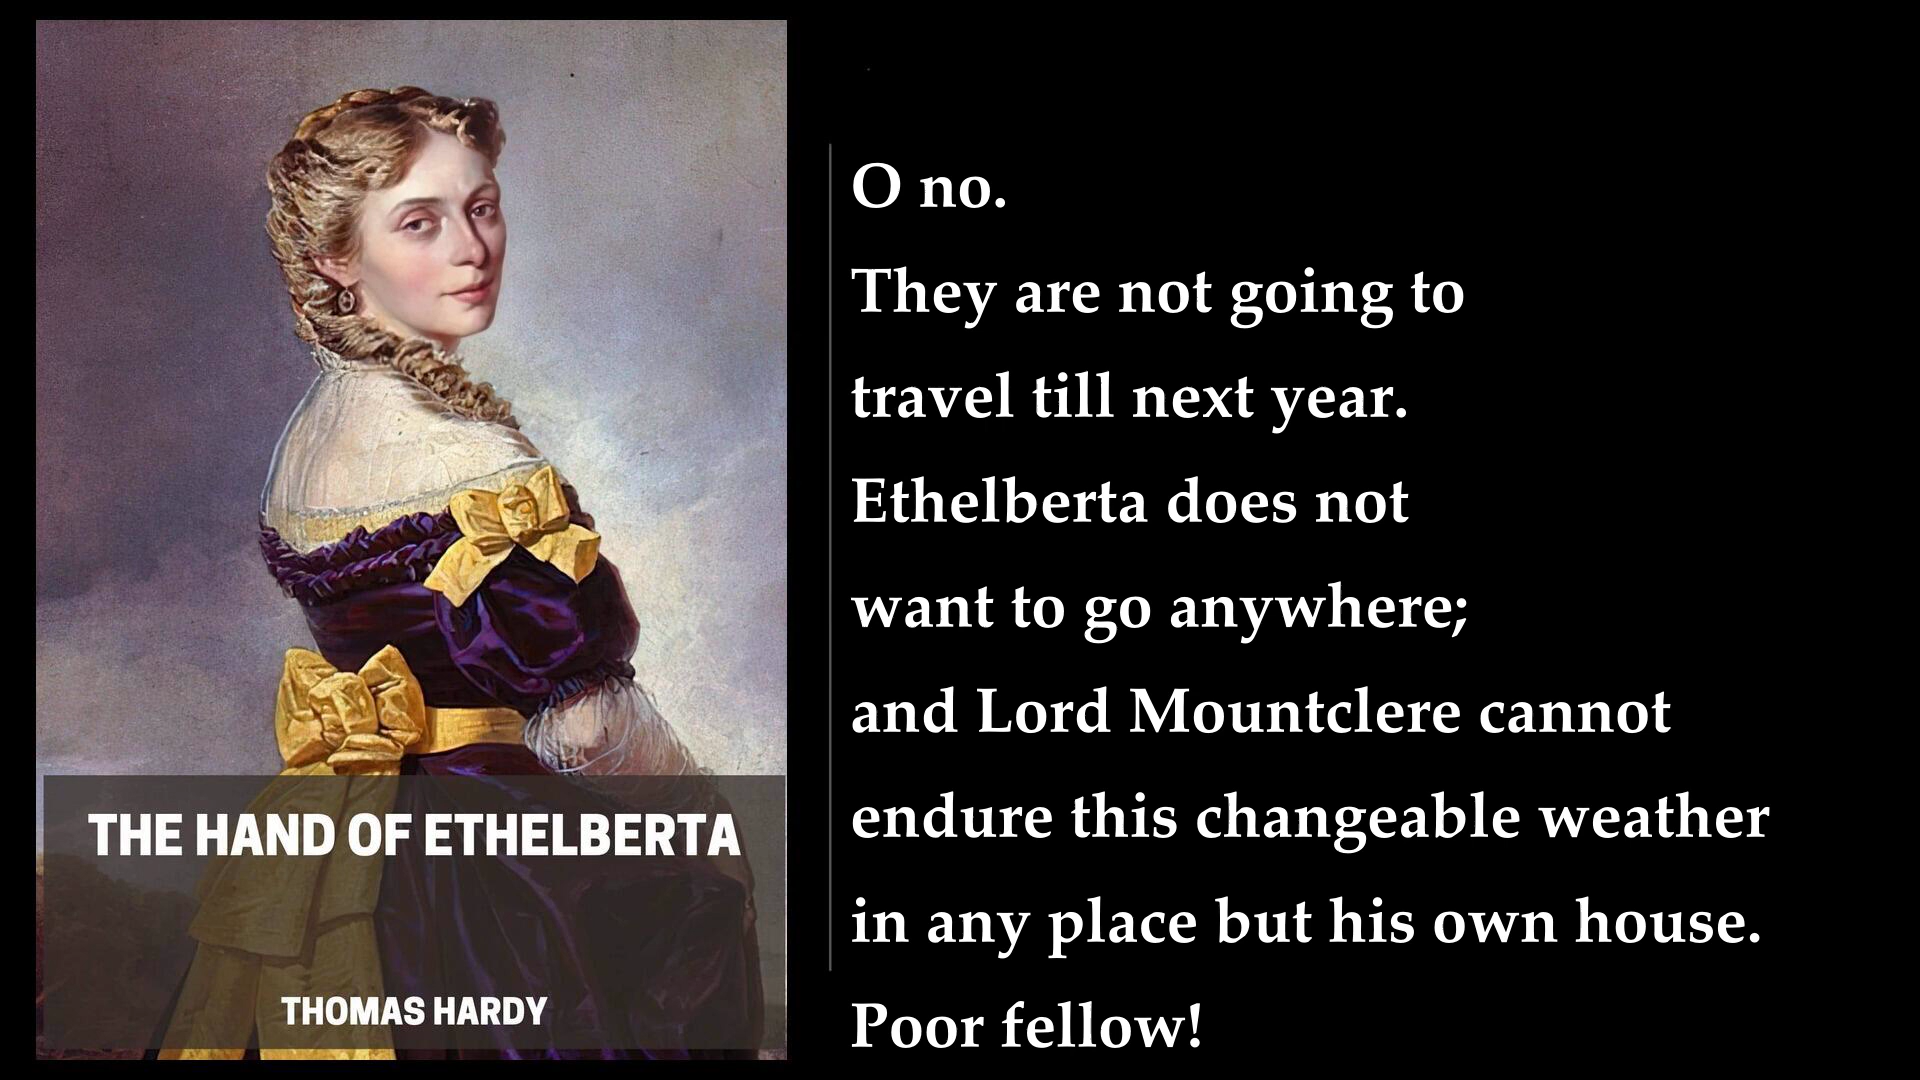 THE HAND OF ETHELBERTA
THOMAS HARDY
O no.
They are not going to
travel till next year.
Ethelberta does not
want to go anywhere;
and Lord Mountclere cannot
endure this changeable weather
in any place but his own house.
Poor fellow!